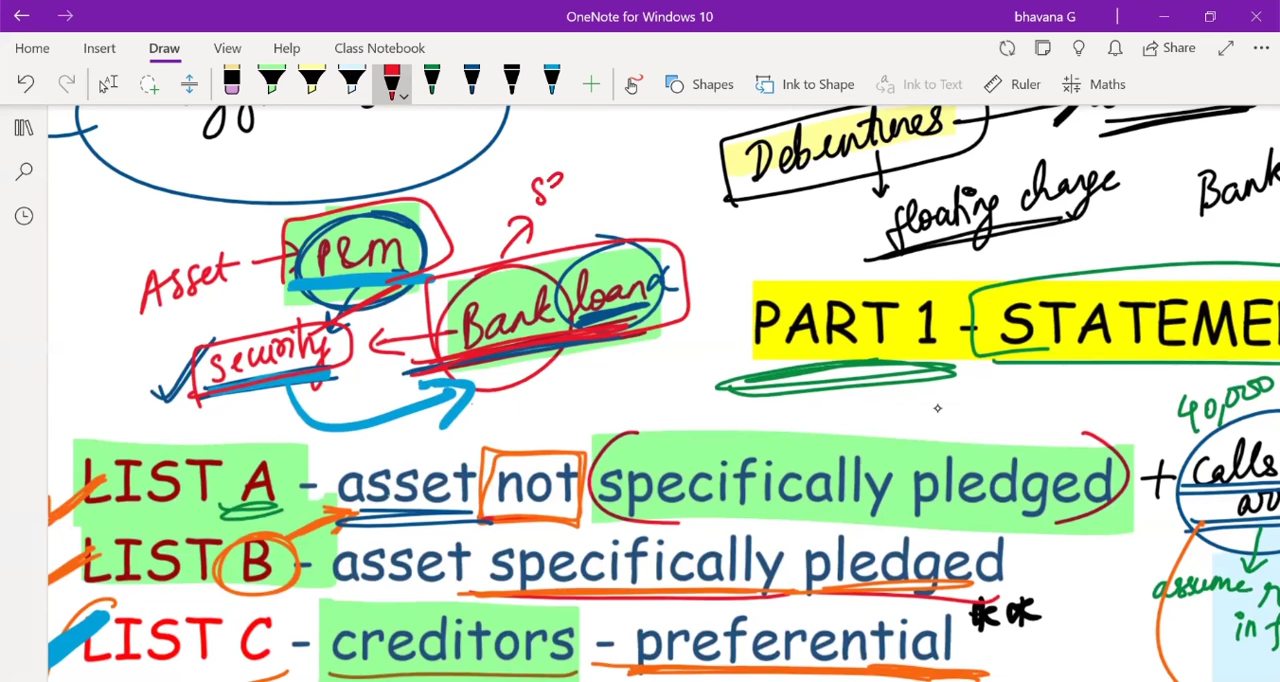 OneNote for Windows 10
bhavana G
Home Insert Draw View Help Class Notebook
Share
Shapes Ink to Shape Ink to Text Ruler Maths
Debentures
floating charge
Bank
Asset
P&M
Bank loan
security
PART 1 - STATEME
40,000
LIST A - asset not (specifically pledged) + Calls
LIST B - asset specifically pledged
assume
in
LIST C - creditors - preferential